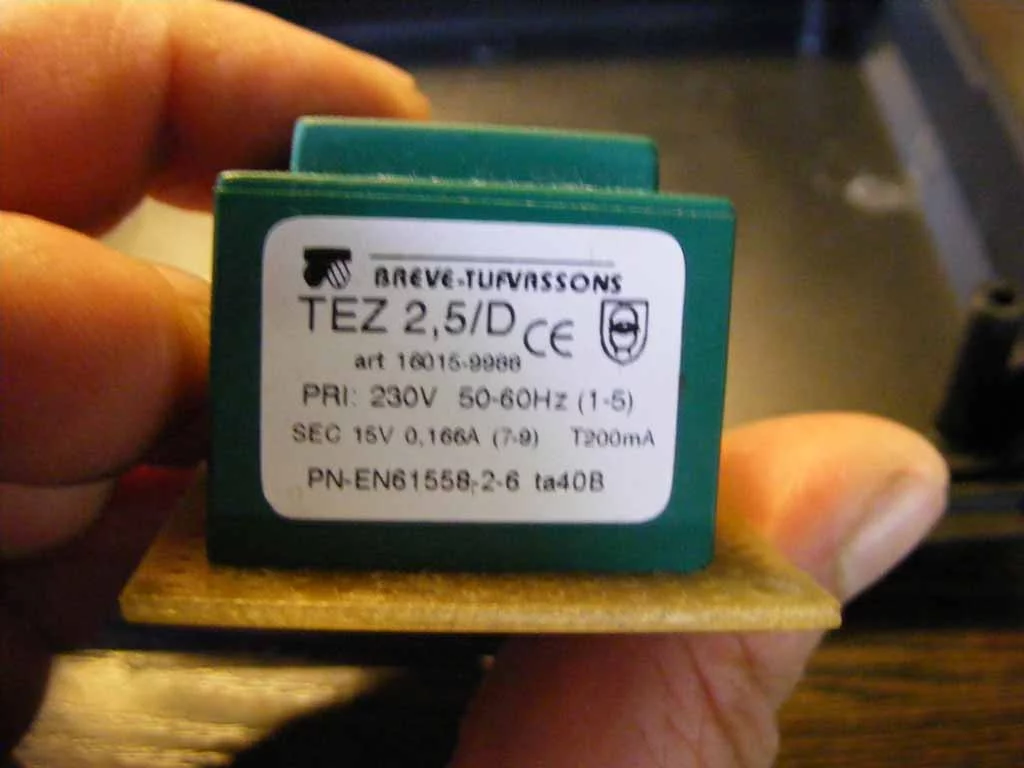 BREVE-TUFVASSONS
TEZ 2,5/D CE
art 16015-9988
PRI: 230V 50-60Hz (1-5)
SEC 15V 0,166A (7-9) T200mA
PN-EN61558-2-6 ta40B